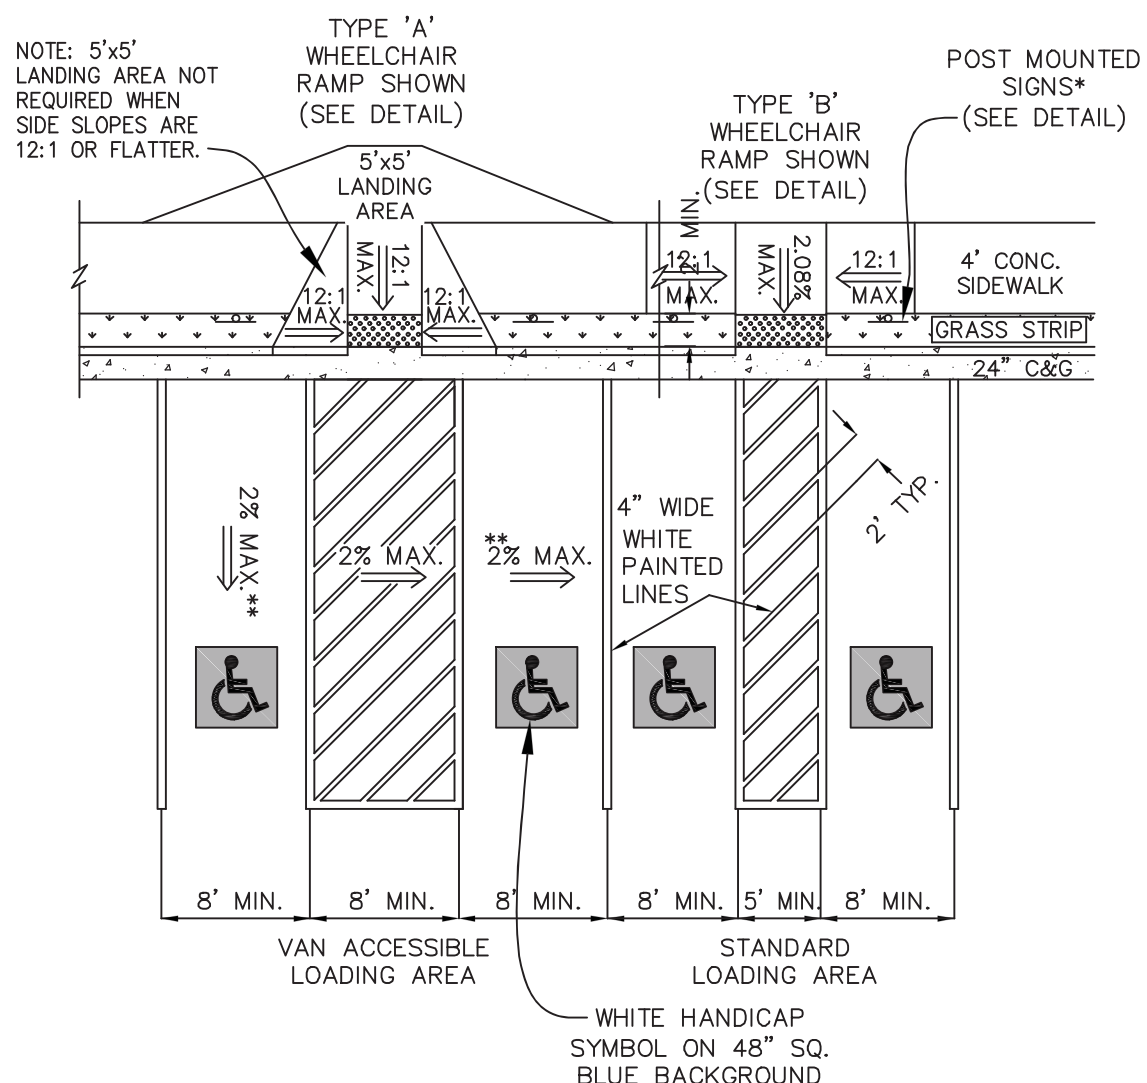 NOTE: 5'x5'
LANDING AREA NOT
REQUIRED WHEN
SIDE SLOPES ARE
12:1 OR FLATTER.
TYPE 'A'
WHEELCHAIR
RAMP SHOWN
(SEE DETAIL)
5'x5'
LANDING
AREA
TYPE 'B'
WHEELCHAIR
RAMP SHOWN
(SEE DETAIL)
POST MOUNTED
SIGNS*
(SEE DETAIL)
12:1
MAX.
12:1
MAX.
12:1
MAX.
MIN.
12:1
MAX.
2.08%
MAX.
12:1
MAX.
4' CONC.
SIDEWALK
GRASS STRIP
24" C&G
2% MAX.**
2% MAX.
**
2% MAX.
4" WIDE
WHITE
PAINTED
LINES
2' TYP.
8' MIN.
8' MIN.
8' MIN.
8' MIN.
5' MIN.
8' MIN.
VAN ACCESSIBLE
LOADING AREA
STANDARD
LOADING AREA
WHITE HANDICAP
SYMBOL ON 48" SQ.
BLUE BACKGROUND